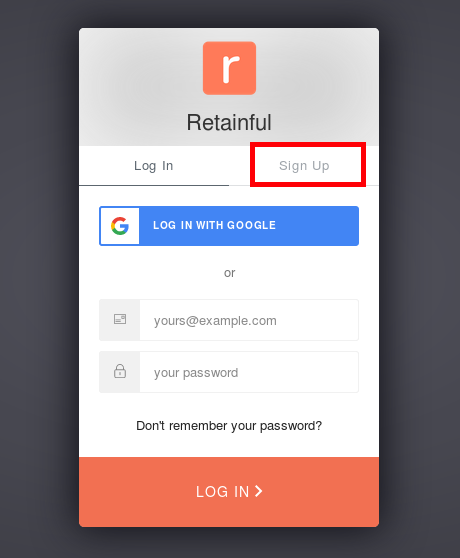 r
Retainful
Log In
Sign Up
LOG IN WITH GOOGLE
or
yours@example.com
your password
Don't remember your password?
LOG IN